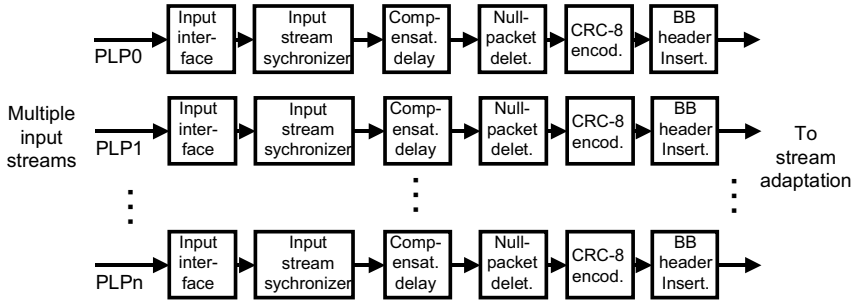 Input
inter-
face
Input
stream
sychronizer
Comp-
ensat.
delay
Null-
packet
delet.
CRC-8
encod.
BB
header
Insert.
PLP0
Multiple
input
streams
Input
inter-
face
Input
stream
sychronizer
Comp-
ensat.
delay
Null-
packet
delet.
CRC-8
encod.
BB
header
Insert.
PLP1
To
stream
adaptation
Input
inter-
face
Input
stream
sychronizer
Comp-
ensat.
delay
Null-
packet
delet.
CRC-8
encod.
BB
header
Insert.
PLPn